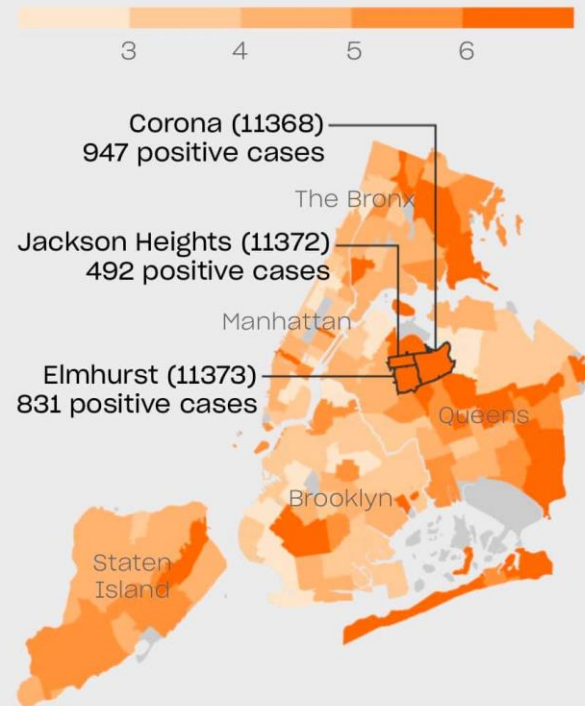 3 4 5 6
Corona (11368)
947 positive cases
The Bronx
Jackson Heights (11372)
492 positive cases
Manhattan
Elmhurst (11373)
831 positive cases
Queens
Brooklyn
Staten
Island